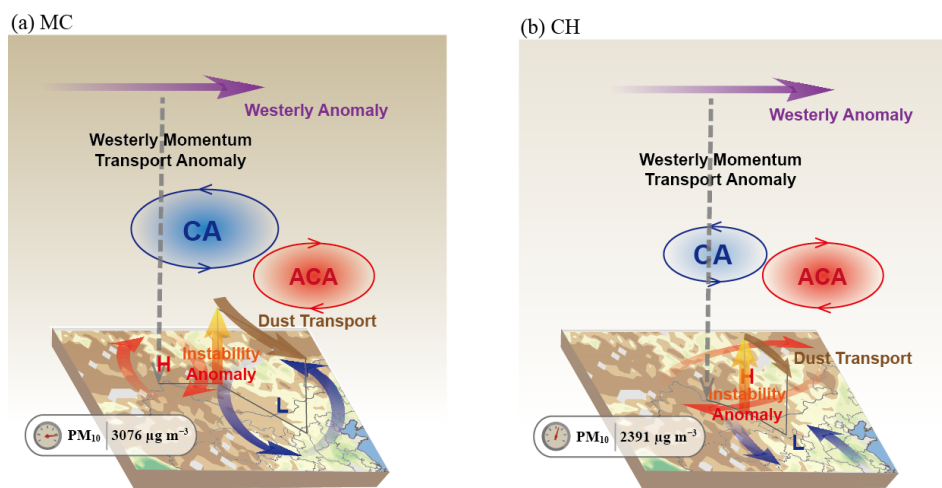 (a) MC
Westerly Anomaly
Westerly Momentum
Transport Anomaly
CA
ACA
Dust Transport
H
Instability
Anomaly
L
PM10 3076 μg m−3
(b) CH
Westerly Anomaly
Westerly Momentum
Transport Anomaly
CA
ACA
Dust Transport
H
Instability
Anomaly
L
PM10 2391 μg m−3